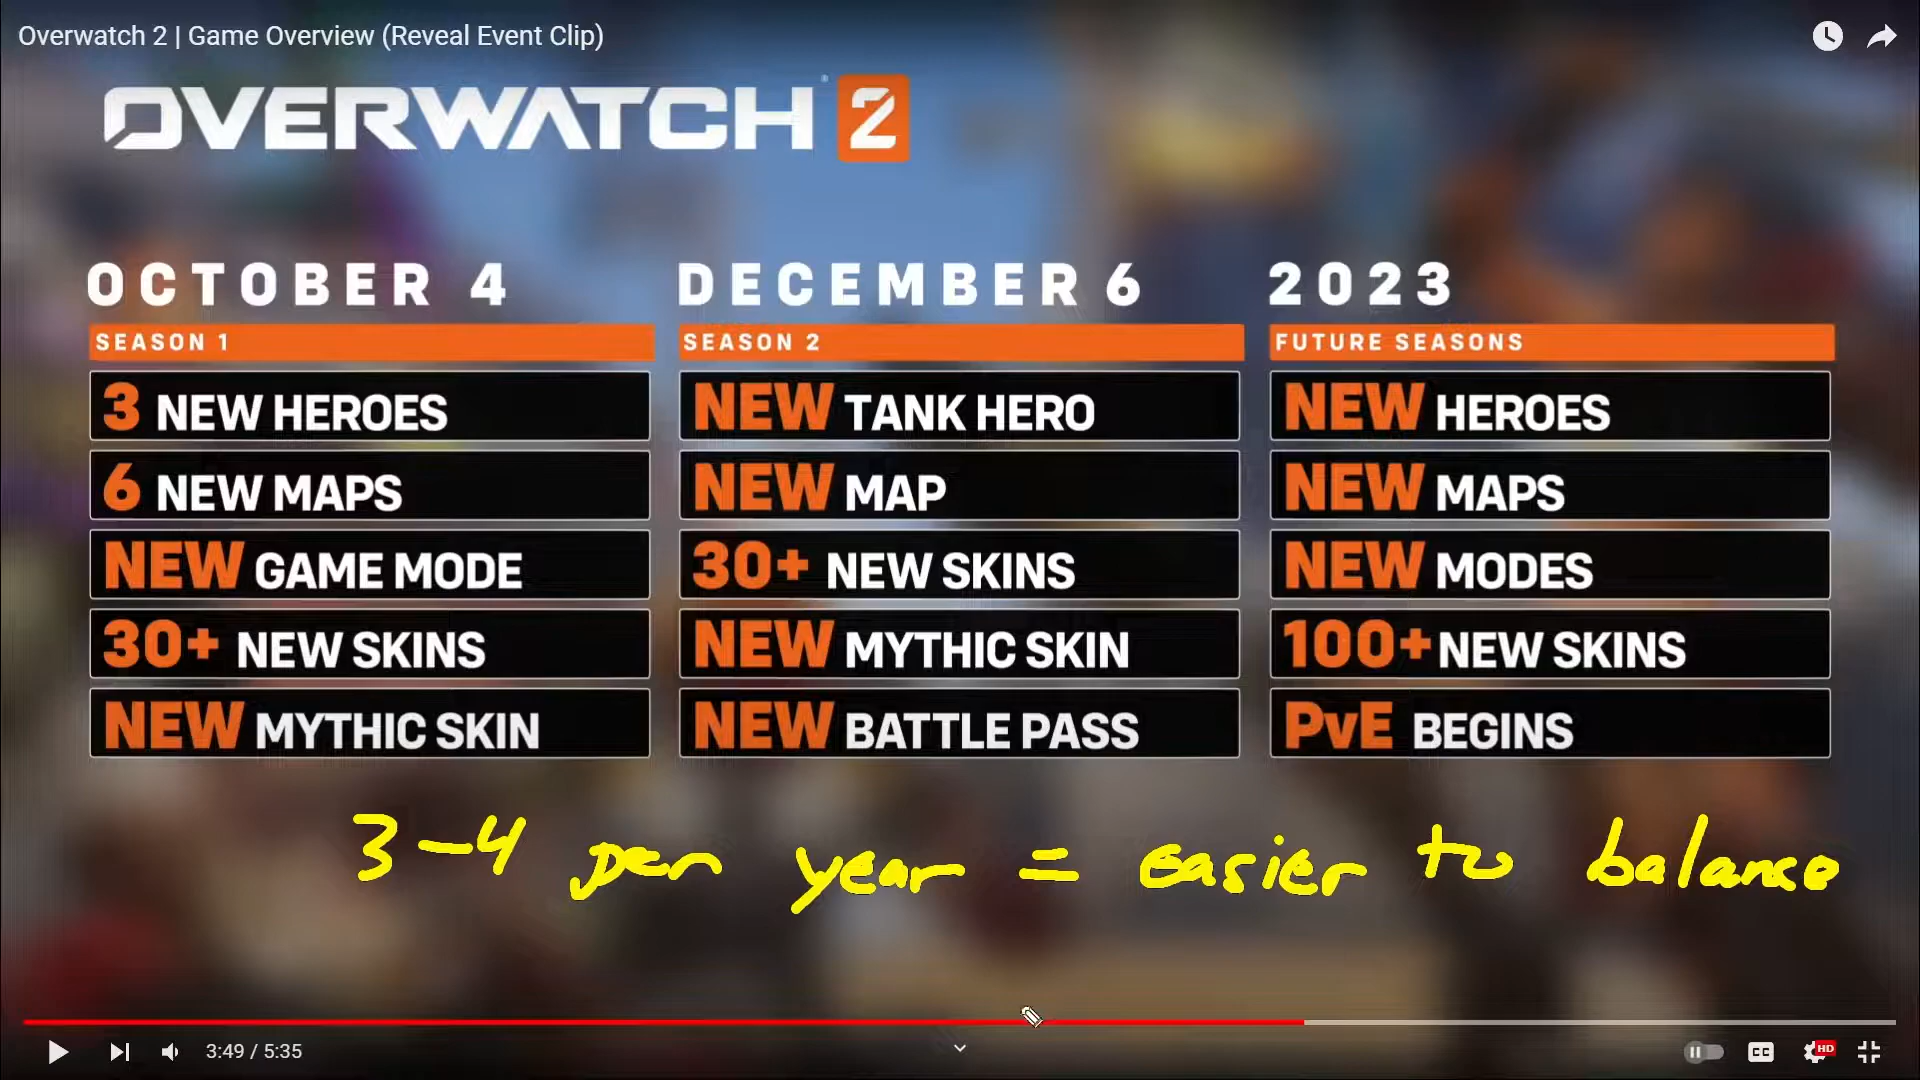 Overwatch 2 | Game Overview (Reveal Event Clip)
OVERWATCH 2
OCTOBER 4
SEASON 1
3 NEW HEROES
6 NEW MAPS
NEW GAME MODE
30+ NEW SKINS
NEW MYTHIC SKIN
DECEMBER 6
SEASON 2
NEW TANK HERO
NEW MAP
30+ NEW SKINS
NEW MYTHIC SKIN
NEW BATTLE PASS
2023
FUTURE SEASONS
NEW HEROES
NEW MAPS
NEW MODES
100+ NEW SKINS
PvE BEGINS
3-4 per year = easier to balance
3:49 / 5:35
CC
HD